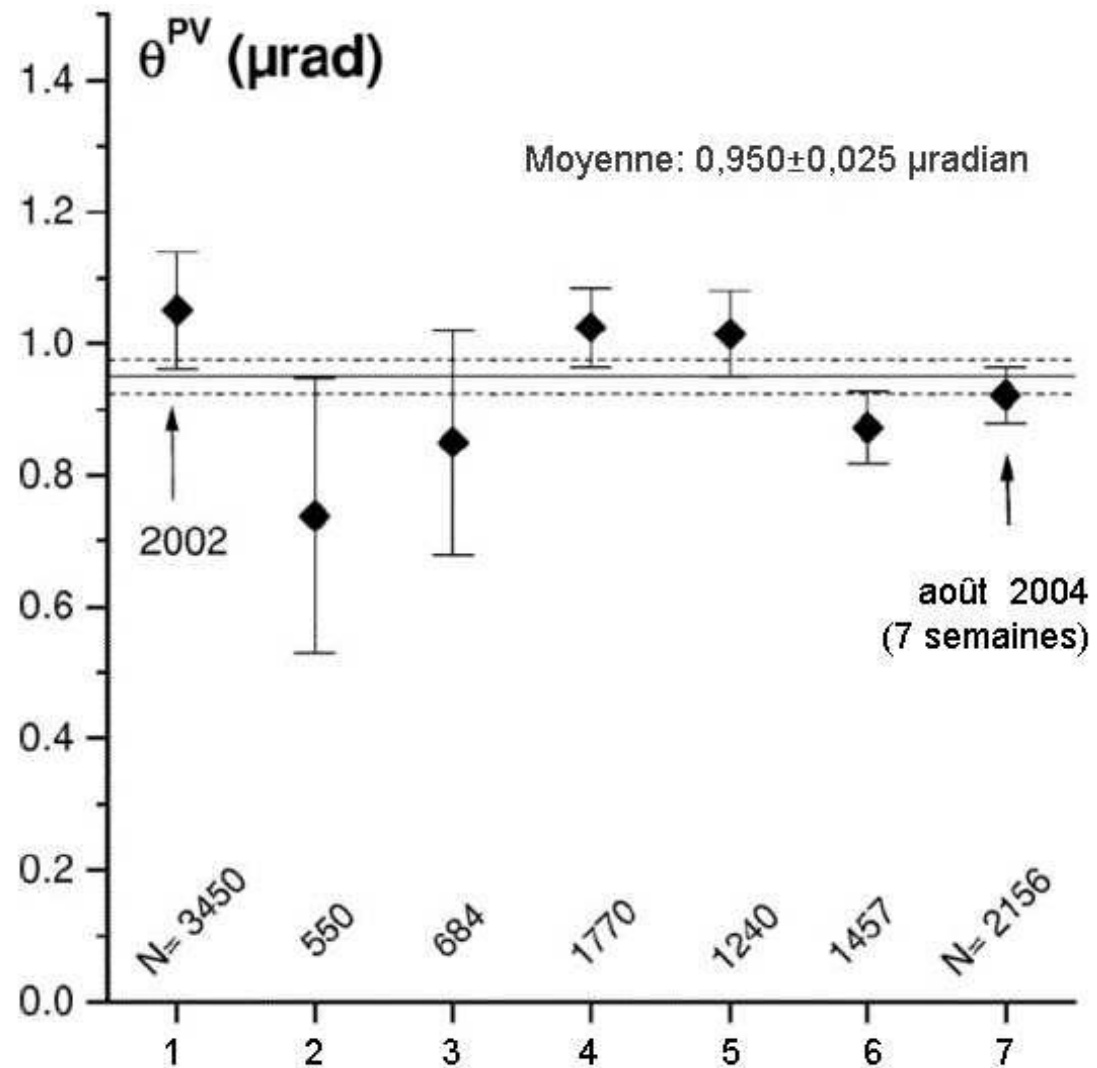 θ^PV (µrad)
1.4
Moyenne: 0,950±0,025 µradian
1.2
1.0
0.8
2002
août 2004
(7 semaines)
0.6
0.4
0.2
N= 3450
550
684
1770
1240
1457
N= 2156
0.0
1 2 3 4 5 6 7